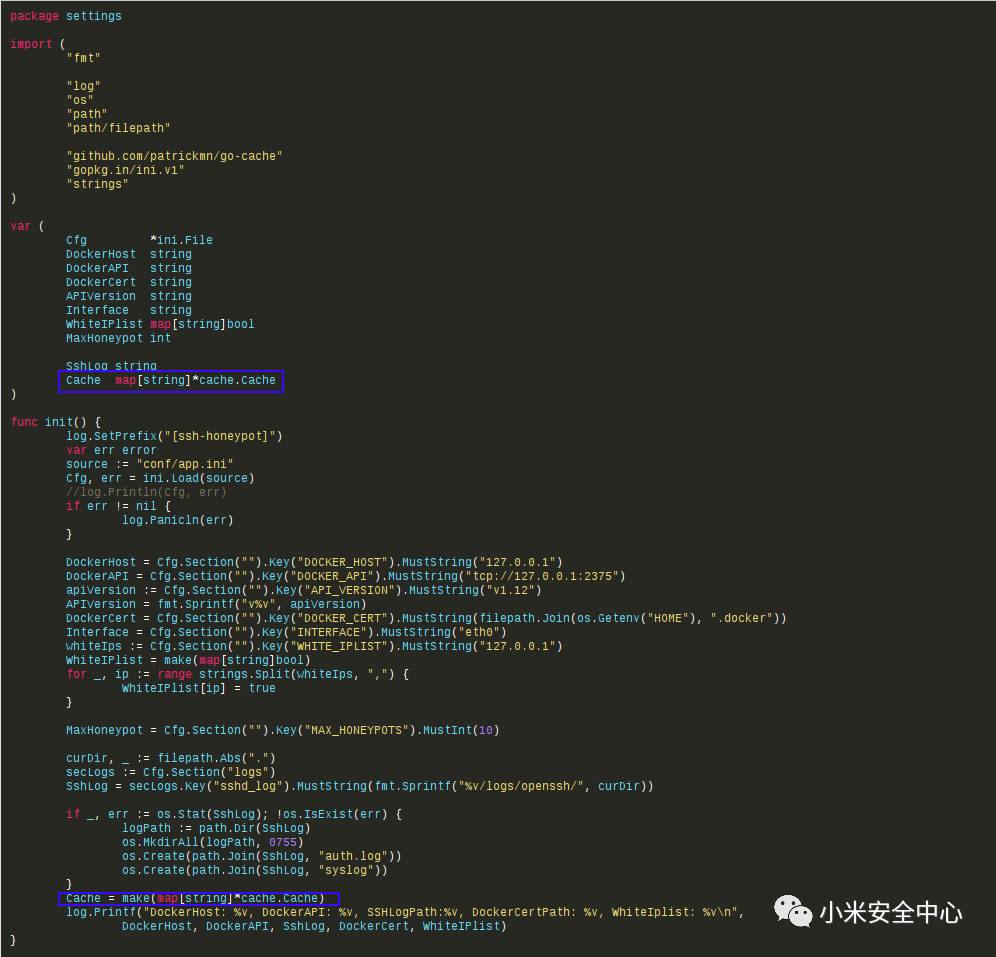 package settings
import (
"fmt"
"log"
"os"
"path"
"path/filepath"
"github.com/patrickmn/go-cache"
"gopkg.in/ini.v1"
"strings"
)
var (
Cfg         *ini.File
DockerHost  string
DockerAPI   string
DockerCert  string
APIVersion  string
Interface   string
WhiteIPlist map[string]bool
MaxHoneypot int
SshLog string
Cache  map[string]*cache.Cache
)
func init() {
log.SetPrefix("[ssh-honeypot]")
var err error
source := "conf/app.ini"
Cfg, err = ini.Load(source)
//log.Println(Cfg, err)
if err != nil {
log.Panicln(err)
}
DockerHost = Cfg.Section("").Key("DOCKER_HOST").MustString("127.0.0.1")
DockerAPI = Cfg.Section("").Key("DOCKER_API").MustString("tcp://127.0.0.1:2375")
apiVersion := Cfg.Section("").Key("API_VERSION").MustString("v1.12")
APIVersion = fmt.Sprintf("v%v", apiVersion)
DockerCert = Cfg.Section("").Key("DOCKER_CERT").MustString(filepath.Join(os.Getenv("HOME"), ".docker"))
Interface = Cfg.Section("").Key("INTERFACE").MustString("eth0")
whiteIps := Cfg.Section("").Key("WHITE_IPLIST").MustString("127.0.0.1")
WhiteIPlist = make(map[string]bool)
for _, ip := range strings.Split(whiteIps, ",") {
WhiteIPlist[ip] = true
}
MaxHoneypot = Cfg.Section("").Key("MAX_HONEYPOTS").MustInt(10)
curDir, _ := filepath.Abs(".")
secLogs := Cfg.Section("logs")
SshLog = secLogs.Key("sshd_log").MustString(fmt.Sprintf("%v/logs/openssh/", curDir))
if _, err := os.Stat(SshLog); !os.IsExist(err) {
logPath := path.Dir(SshLog)
os.MkdirAll(logPath, 0755)
os.Create(path.Join(SshLog, "auth.log"))
os.Create(path.Join(SshLog, "syslog"))
}
Cache = make(map[string]*cache.Cache)
log.Printf("DockerHost: %v, DockerAPI: %v, SSHLogPath:%v, DockerCertPath: %v, WhiteIplist: %v\n",
DockerHost, DockerAPI, SshLog, DockerCert, WhiteIPlist)
}
小米安全中心